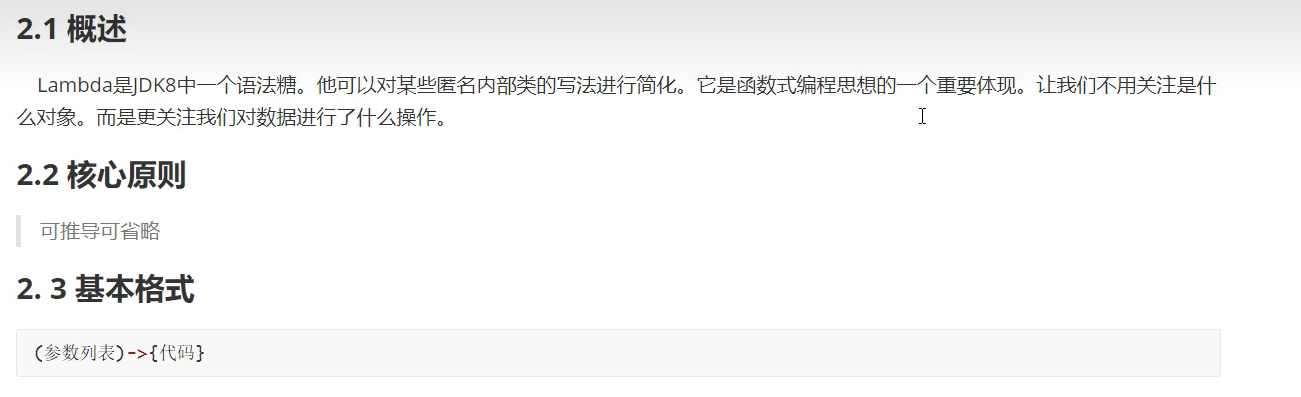 2.1 概述
Lambda是JDK8中一个语法糖。他可以对某些匿名内部类的写法进行简化。它是函数式编程思想的一个重要体现。让我们不用关注是什
么对象。而是更关注我们对数据进行了什么操作。
2.2 核心原则
可推导可省略
2. 3 基本格式
(参数列表)->{代码}